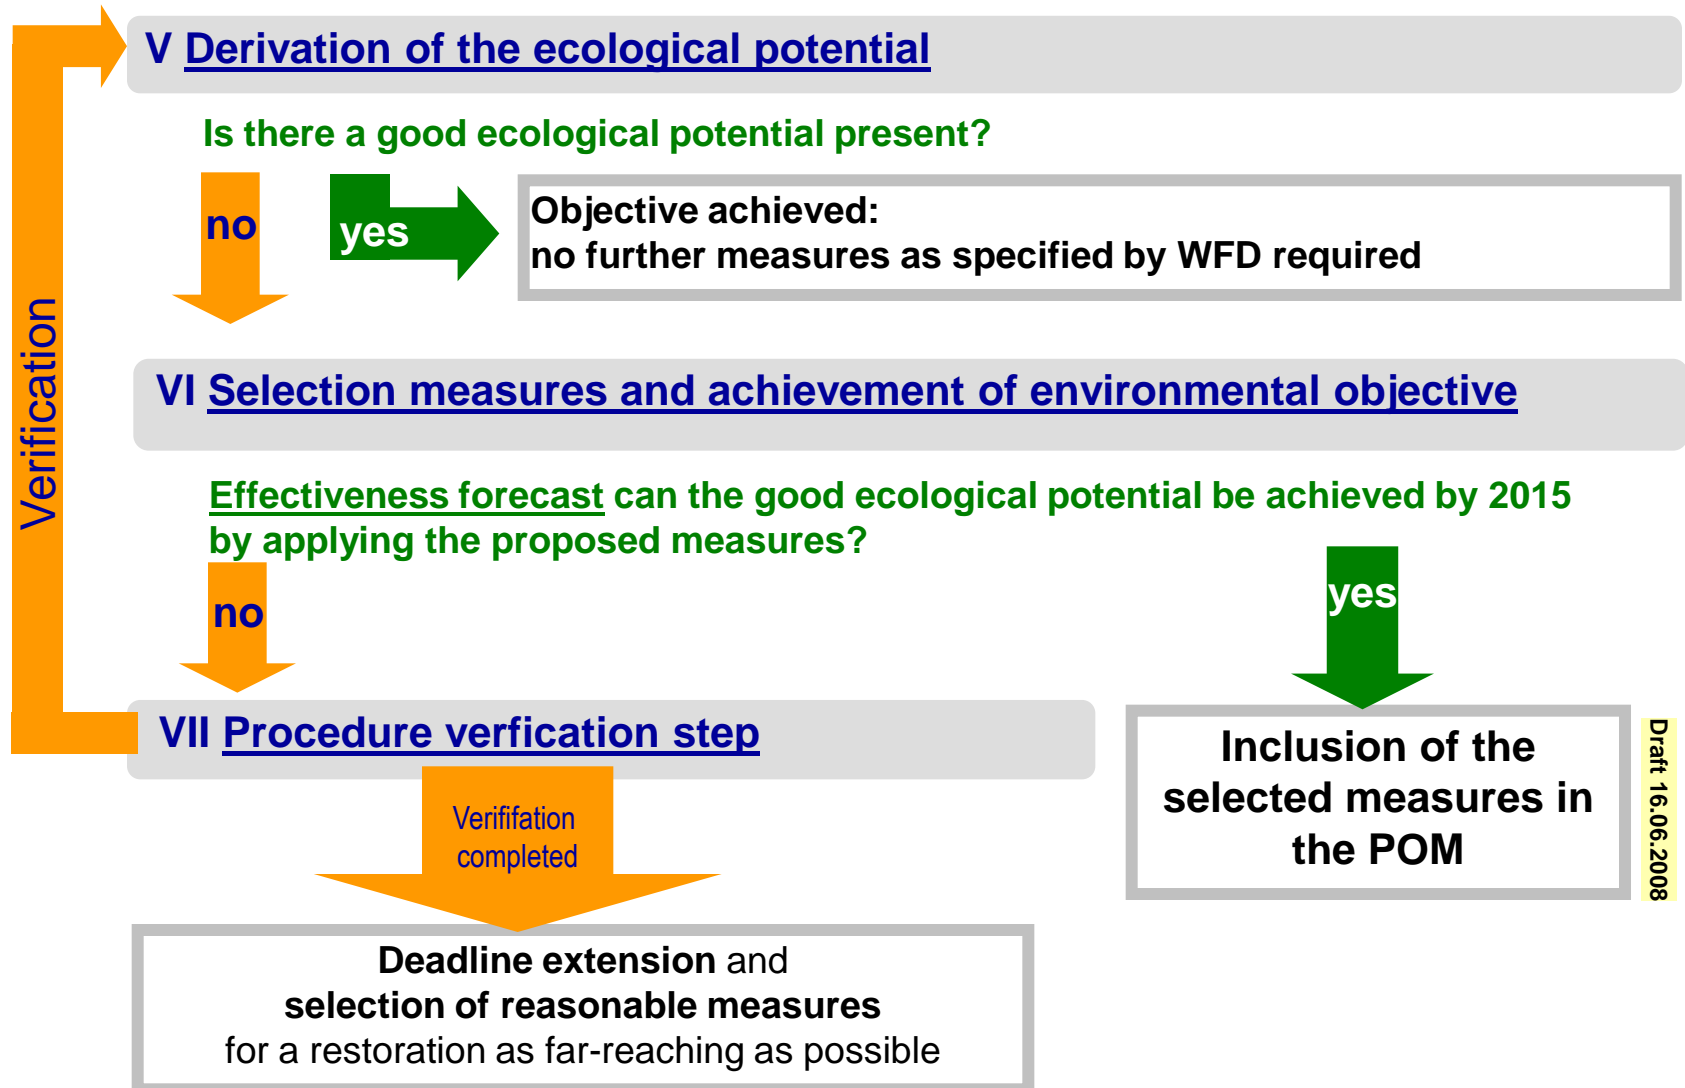 V Derivation of the ecological potential
Is there a good ecological potential present?
no
yes
Objective achieved:
no further measures as specified by WFD required
Verification
VI Selection measures and achievement of environmental objective
Effectiveness forecast can the good ecological potential be achieved by 2015
by applying the proposed measures?
no
yes
VII Procedure verfication step
Verififation
completed
Inclusion of the
selected measures in
the POM
Draft 16.06.2008
Deadline extension and
selection of reasonable measures
for a restoration as far-reaching as possible